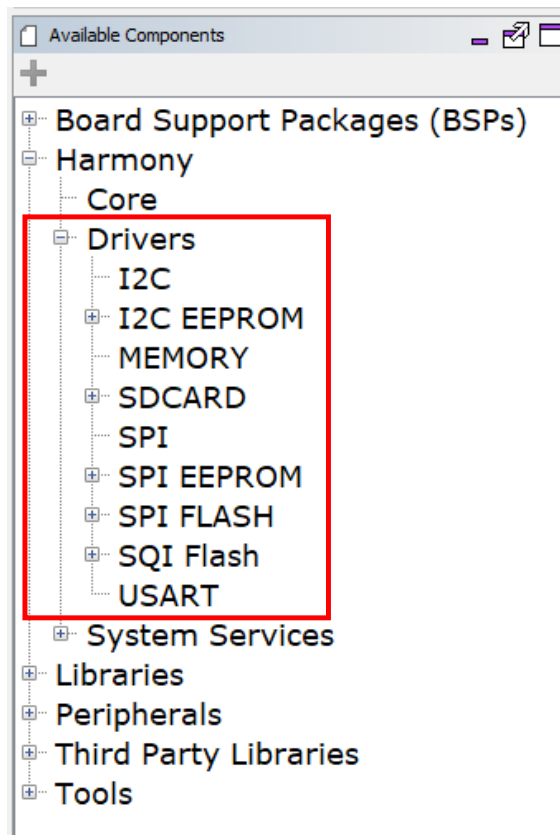 Available Components
Board Support Packages (BSPs)
Harmony
Core
Drivers
I2C
I2C EEPROM
MEMORY
SDCARD
SPI
SPI EEPROM
SPI FLASH
SQI Flash
USART
System Services
Libraries
Peripherals
Third Party Libraries
Tools